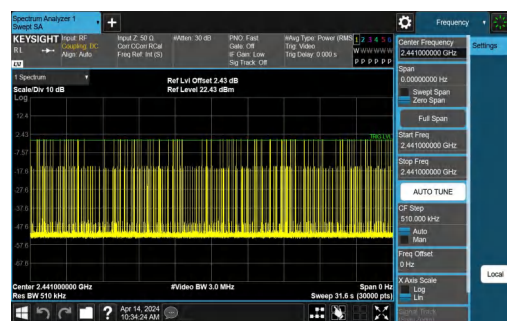 Spectrum Analyzer 1
Swept SA
Frequency
KEYSIGHT
RL
Input: RF
Coupling: DC
Align: Auto
Input Z: 50 Ω
Corr CCorr RCal
Freq Ref: Int (S)
#Atten: 30 dB
PNO: Fast
Gate: Off
IF Gain: Low
Sig Track: Off
#Avg Type: Power (RMS
Trig: Video
Trig Delay: 0.000 s
1 2 3 4 5 6
W W W W W W
P P P P P P
LW
1 Spectrum
Scale/Div 10 dB
Log
Ref Lvl Offset 2.43 dB
Ref Level 22.43 dBm
TRIG LVL
12.4
2.43
-7.57
-17.6
-27.6
-37.6
-47.6
-57.6
-67.6
Center 2.441000000 GHz
Res BW 510 kHz
#Video BW 3.0 MHz
Span 0 Hz
Sweep 31.6 s (30000 pts)
Center Frequency
2.441000000 GHz
Settings
Span
0.00000000 Hz
Swept Span
Zero Span
Full Span
Start Freq
2.441000000 GHz
Stop Freq
2.441000000 GHz
AUTO TUNE
CF Step
510.000 kHz
Auto
Man
Freq Offset
0 Hz
X Axis Scale
Log
Lin
Signal Track
Local
Apr 14, 2024
10:34:24 AM